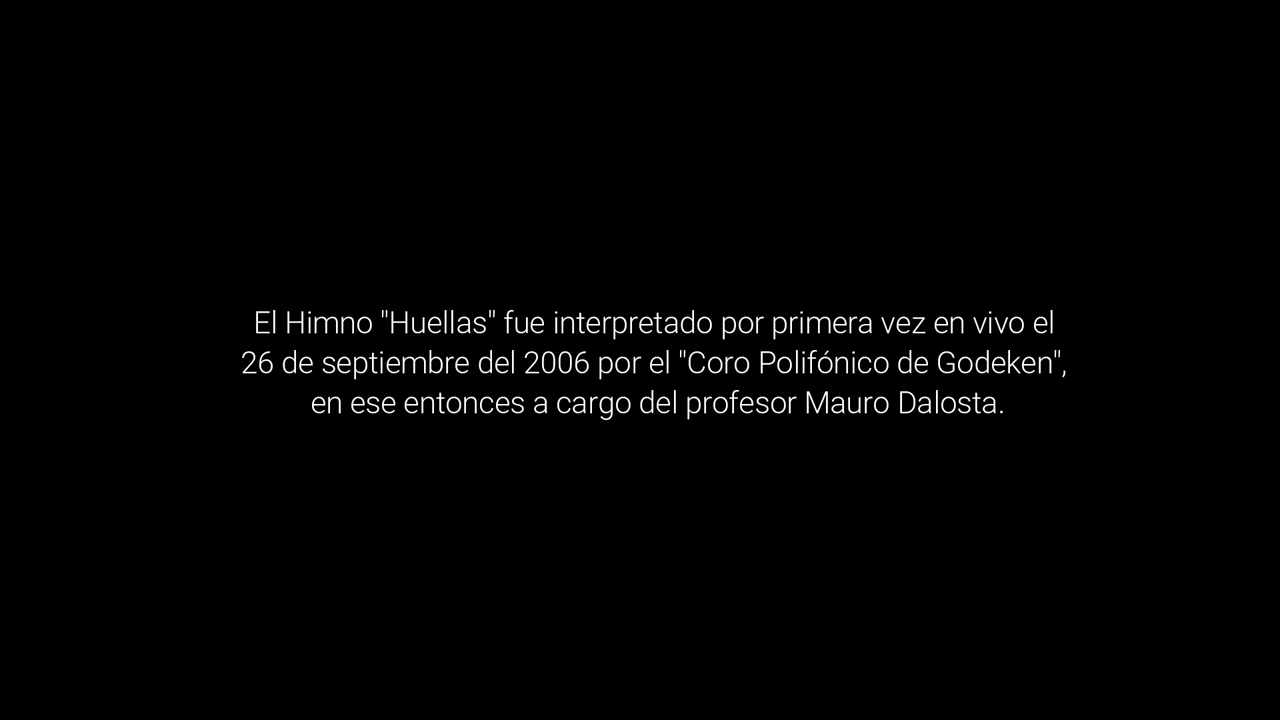 El Himno "Huellas" fue interpretado por primera vez en vivo el
26 de septiembre del 2006 por el "Coro Polifónico de Godeken",
en ese entonces a cargo del profesor Mauro Dalosta.